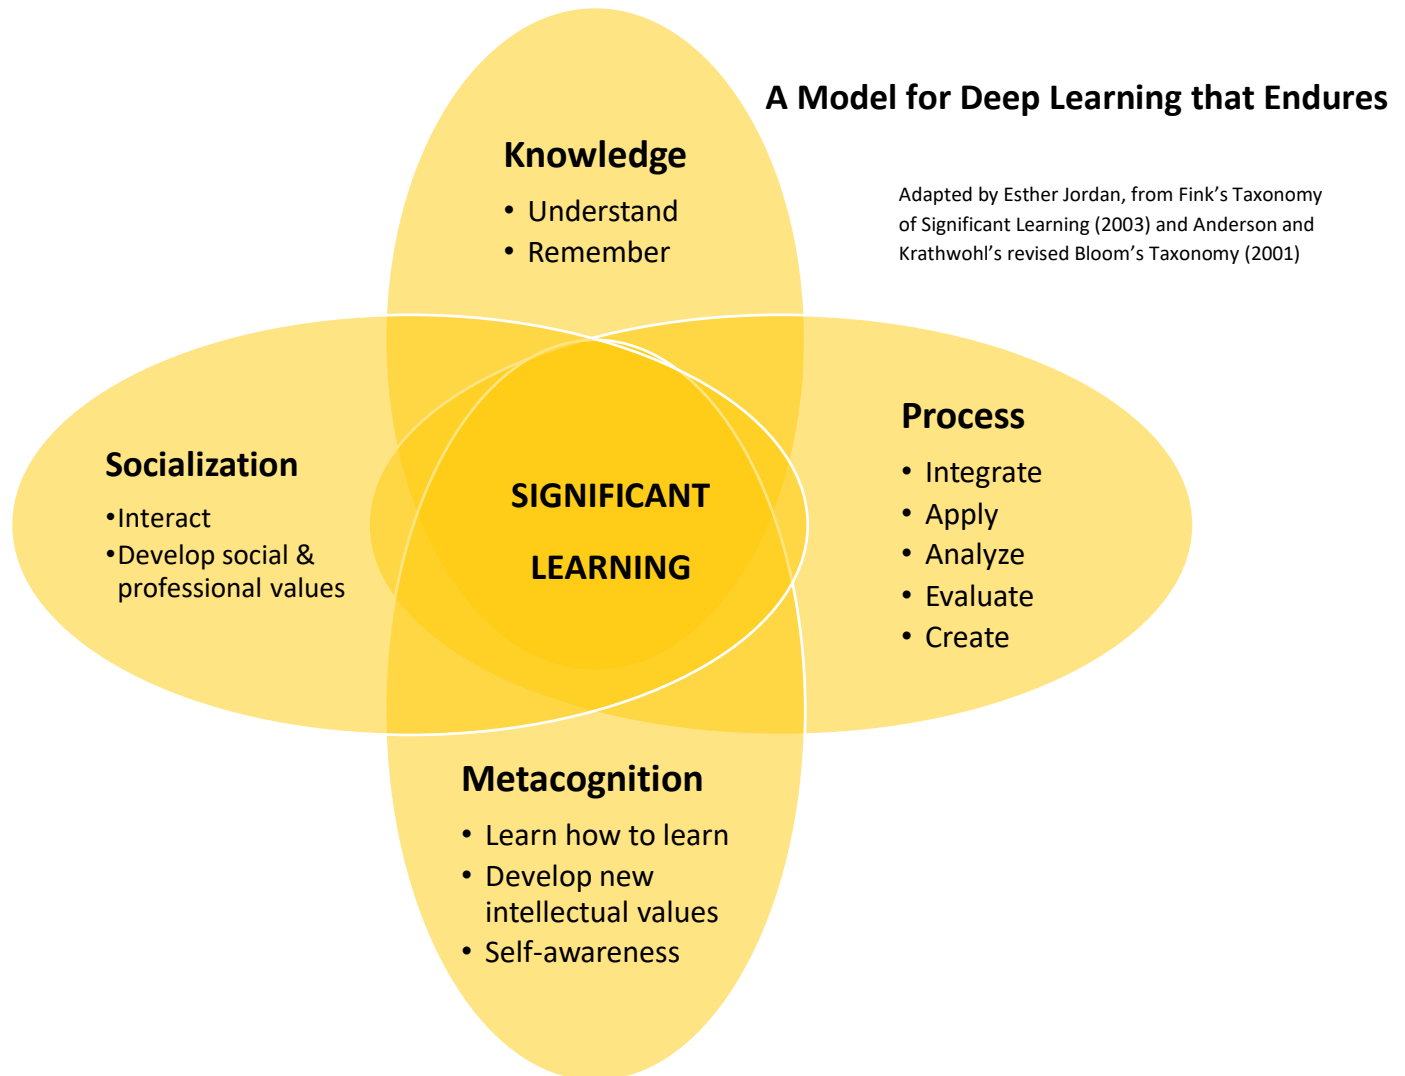 A Model for Deep Learning that Endures
Adapted by Esther Jordan, from Fink’s Taxonomy
of Significant Learning (2003) and Anderson and
Krathwohl’s revised Bloom’s Taxonomy (2001)
Knowledge
• Understand
• Remember
Process
• Integrate
• Apply
• Analyze
• Evaluate
• Create
Socialization
•Interact
•Develop social &
professional values
SIGNIFICANT
LEARNING
Metacognition
• Learn how to learn
• Develop new
intellectual values
• Self-awareness